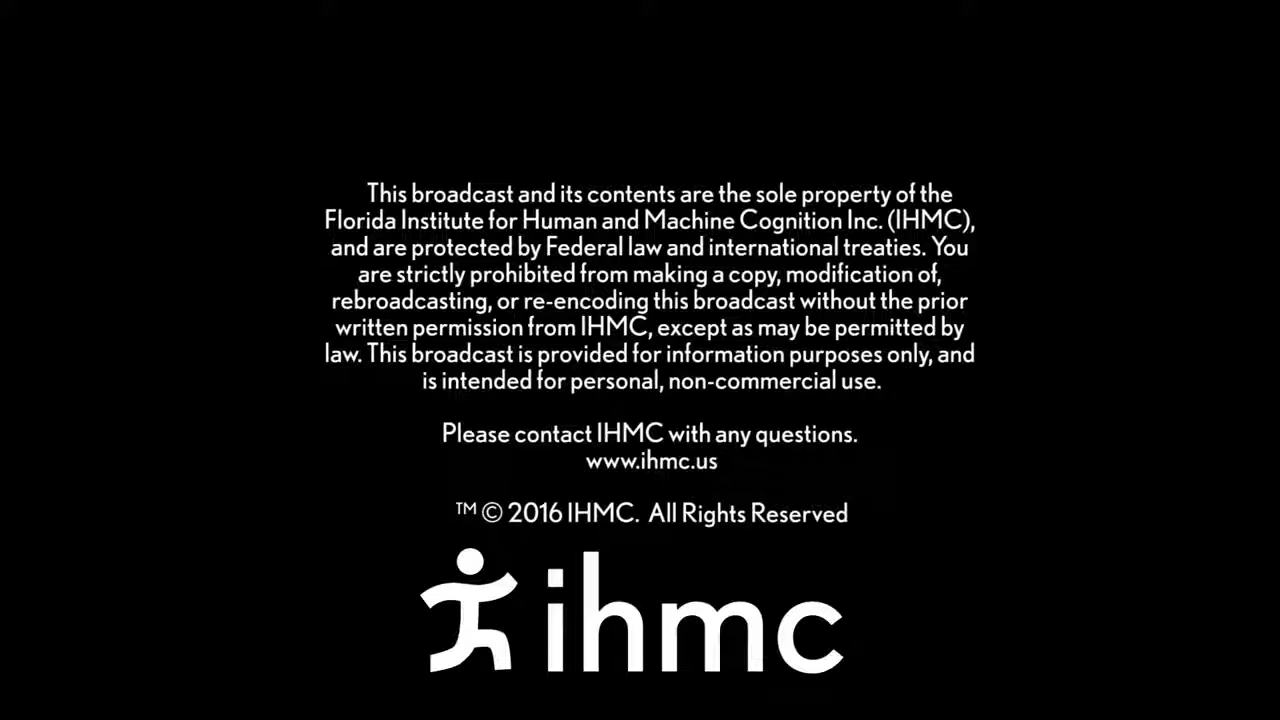 This broadcast and its contents are the sole property of the
Florida Institute for Human and Machine Cognition Inc. (IHMC),
and are protected by Federal law and international treaties. You
are strictly prohibited from making a copy, modification of,
rebroadcasting, or re-encoding this broadcast without the prior
written permission from IHMC, except as may be permitted by
law. This broadcast is provided for information purposes only, and
is intended for personal, non-commercial use.
Please contact IHMC with any questions.
www.ihmc.us
™ © 2016 IHMC. All Rights Reserved
ihmc